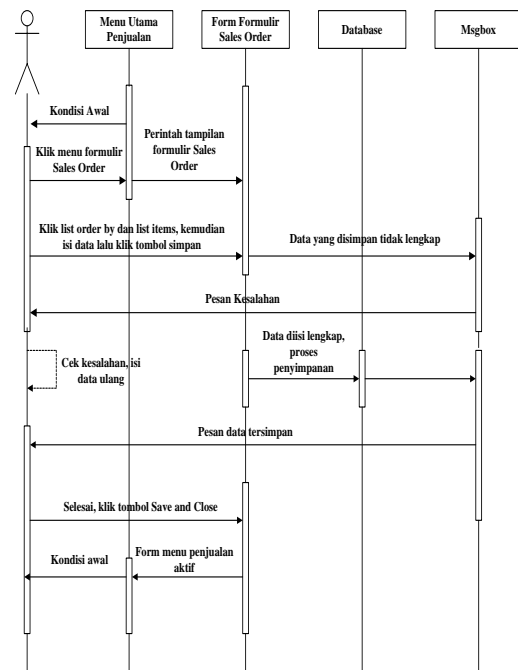 Menu Utama
Penjualan
Form Formulir
Sales Order
Database
Msgbox
Kondisi Awal
Klik menu formulir
Sales Order
Perintah tampilan
formulir Sales
Order
Klik list order by dan list items, kemudian
isi data lalu klik tombol simpan
Data yang disimpan tidak lengkap
Pesan Kesalahan
Cek kesalahan, isi
data ulang
Data diisi lengkap,
proses
penyimpanan
Pesan data tersimpan
Selesai, klik tombol Save and Close
Form menu penjualan
aktif
Kondisi awal